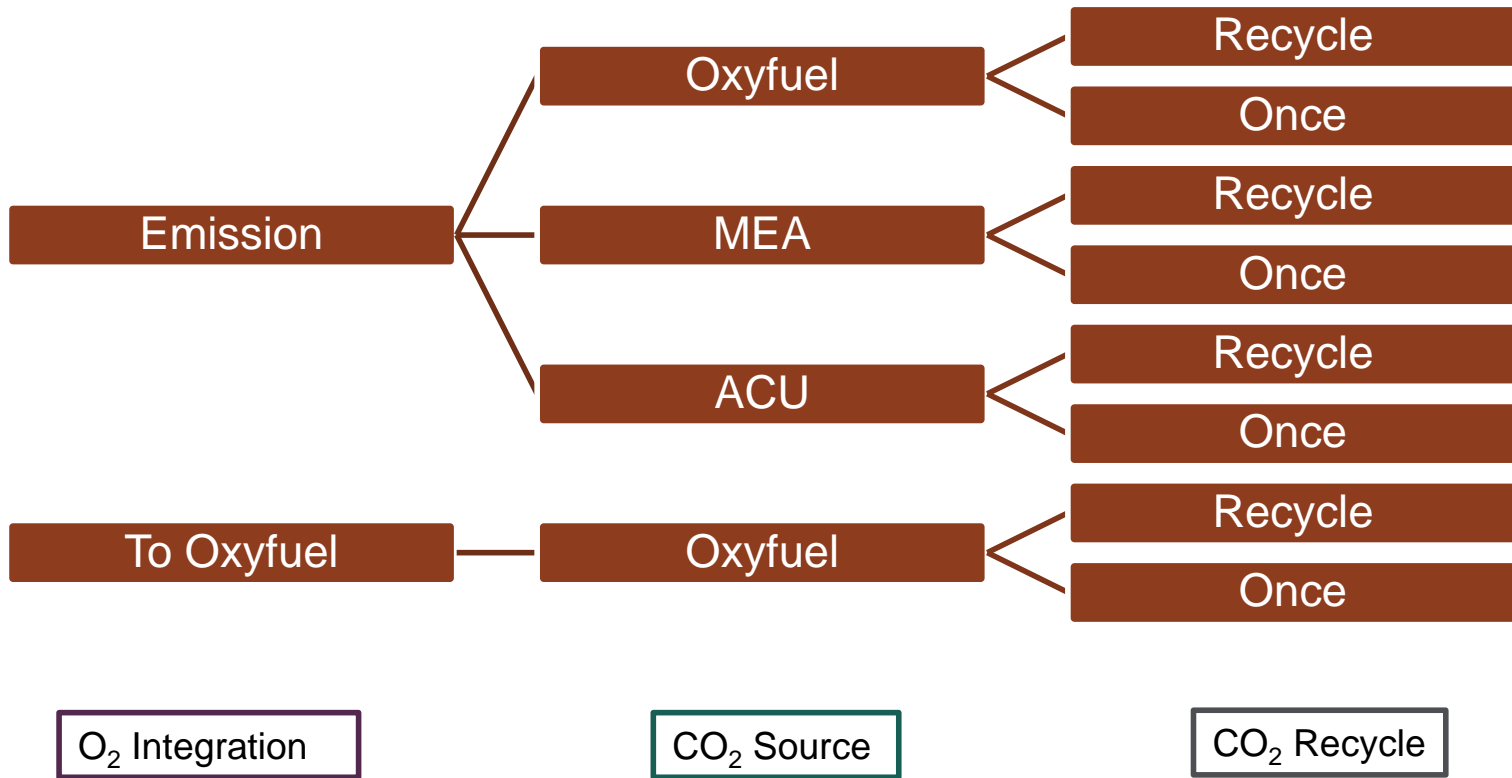 Recycle
Oxyfuel
Once
Recycle
Emission
MEA
Once
Recycle
ACU
Once
Recycle
To Oxyfuel
Oxyfuel
Once
O₂ Integration
CO₂ Source
CO₂ Recycle